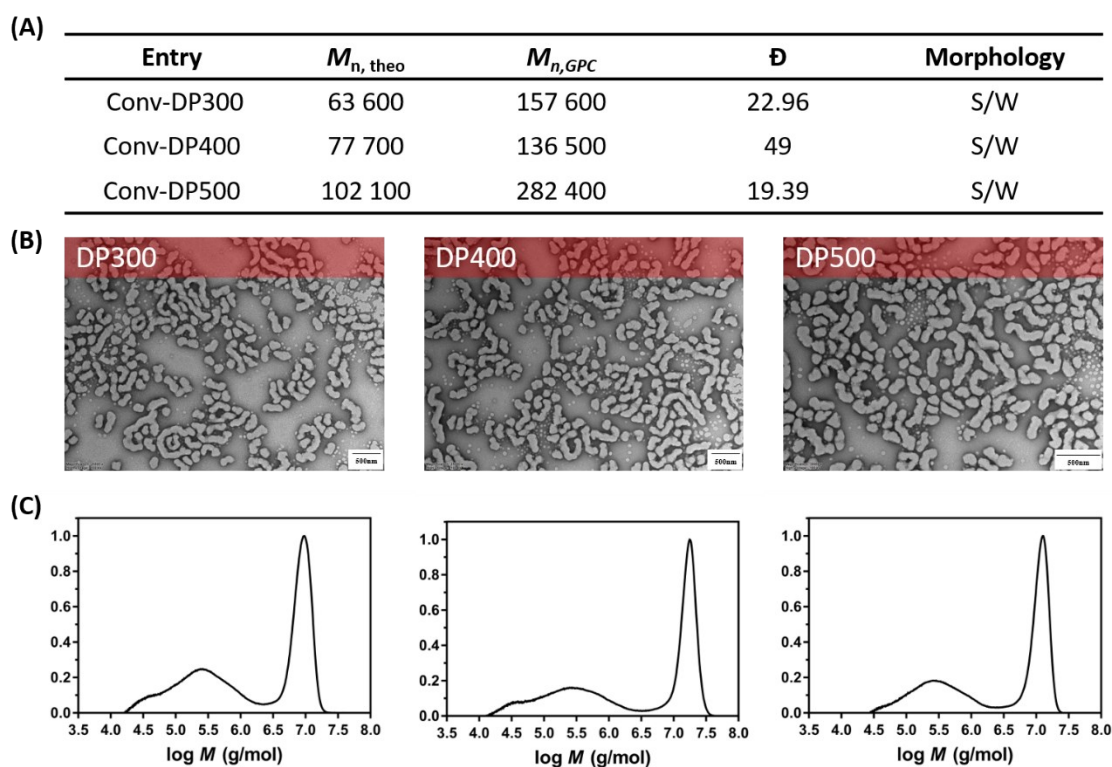 (A)
Entry Mn, theo Mn,GPC Đ Morphology
Conv-DP300 63 600 157 600 22.96 S/W
Conv-DP400 77 700 136 500 49 S/W
Conv-DP500 102 100 282 400 19.39 S/W
(B)
DP300 DP400 DP500
500nm 500nm 500nm
(C)
1.0 1.0 1.0
0.8 0.8 0.8
0.6 0.6 0.6
0.4 0.4 0.4
0.2 0.2 0.2
0.0 0.0 0.0
3.5 4.0 4.5 5.0 5.5 6.0 6.5 7.0 7.5 8.0 3.5 4.0 4.5 5.0 5.5 6.0 6.5 7.0 7.5 8.0 3.5 4.0 4.5 5.0 5.5 6.0 6.5 7.0 7.5 8.0
log M (g/mol) log M (g/mol) log M (g/mol)